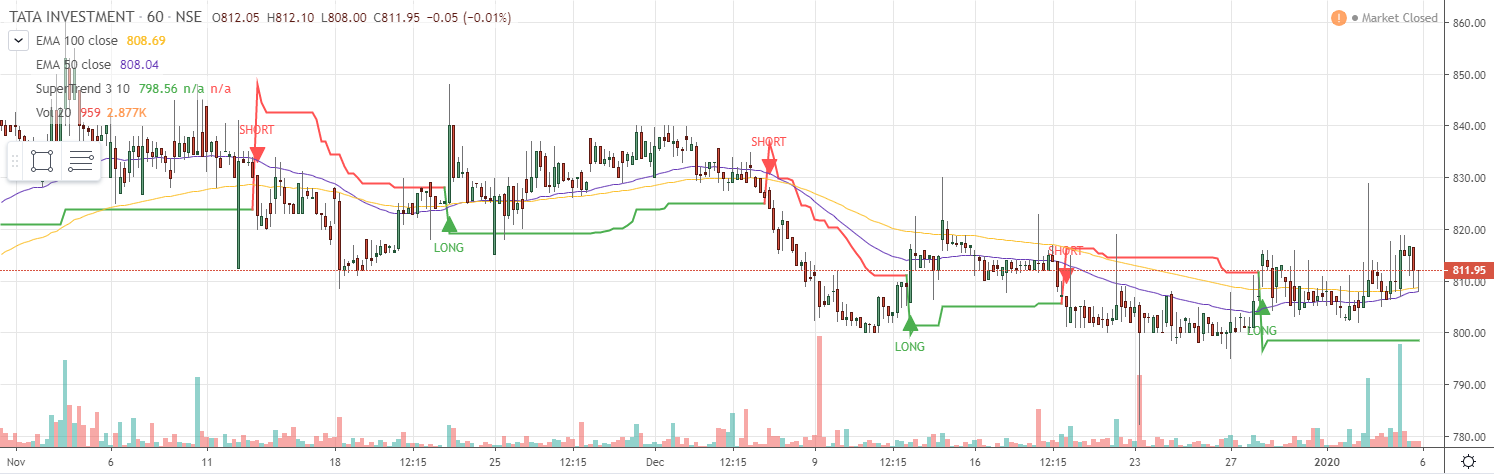 TATA INVESTMENT · 60 · NSE O812.05 H812.10 L808.00 C811.95 −0.05 (−0.01%)
! Market Closed
EMA 100 close 808.69
EMA 50 close 808.04
SuperTrend 3 10 798.56 n/a n/a
Vol 20 959 2.877K
SHORT
LONG
SHORT
LONG
SHORT
LONG
860.00
850.00
840.00
830.00
820.00
811.95
810.00
800.00
790.00
780.00
Nov 6 11 18 12:15 25 12:15 Dec 12:15 9 12:15 12:15 23 27 2020 6